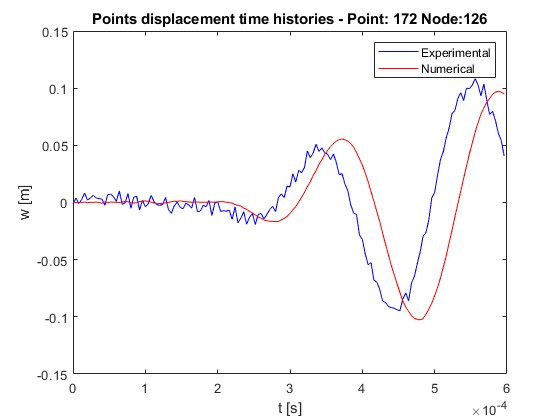 Points displacement time histories - Point: 172 Node:126
0.15
0.1
0.05
0
-0.05
-0.1
-0.15
w [m]
Experimental
Numerical
0 1 2 3 4 5 6
t [s]
×10^-4